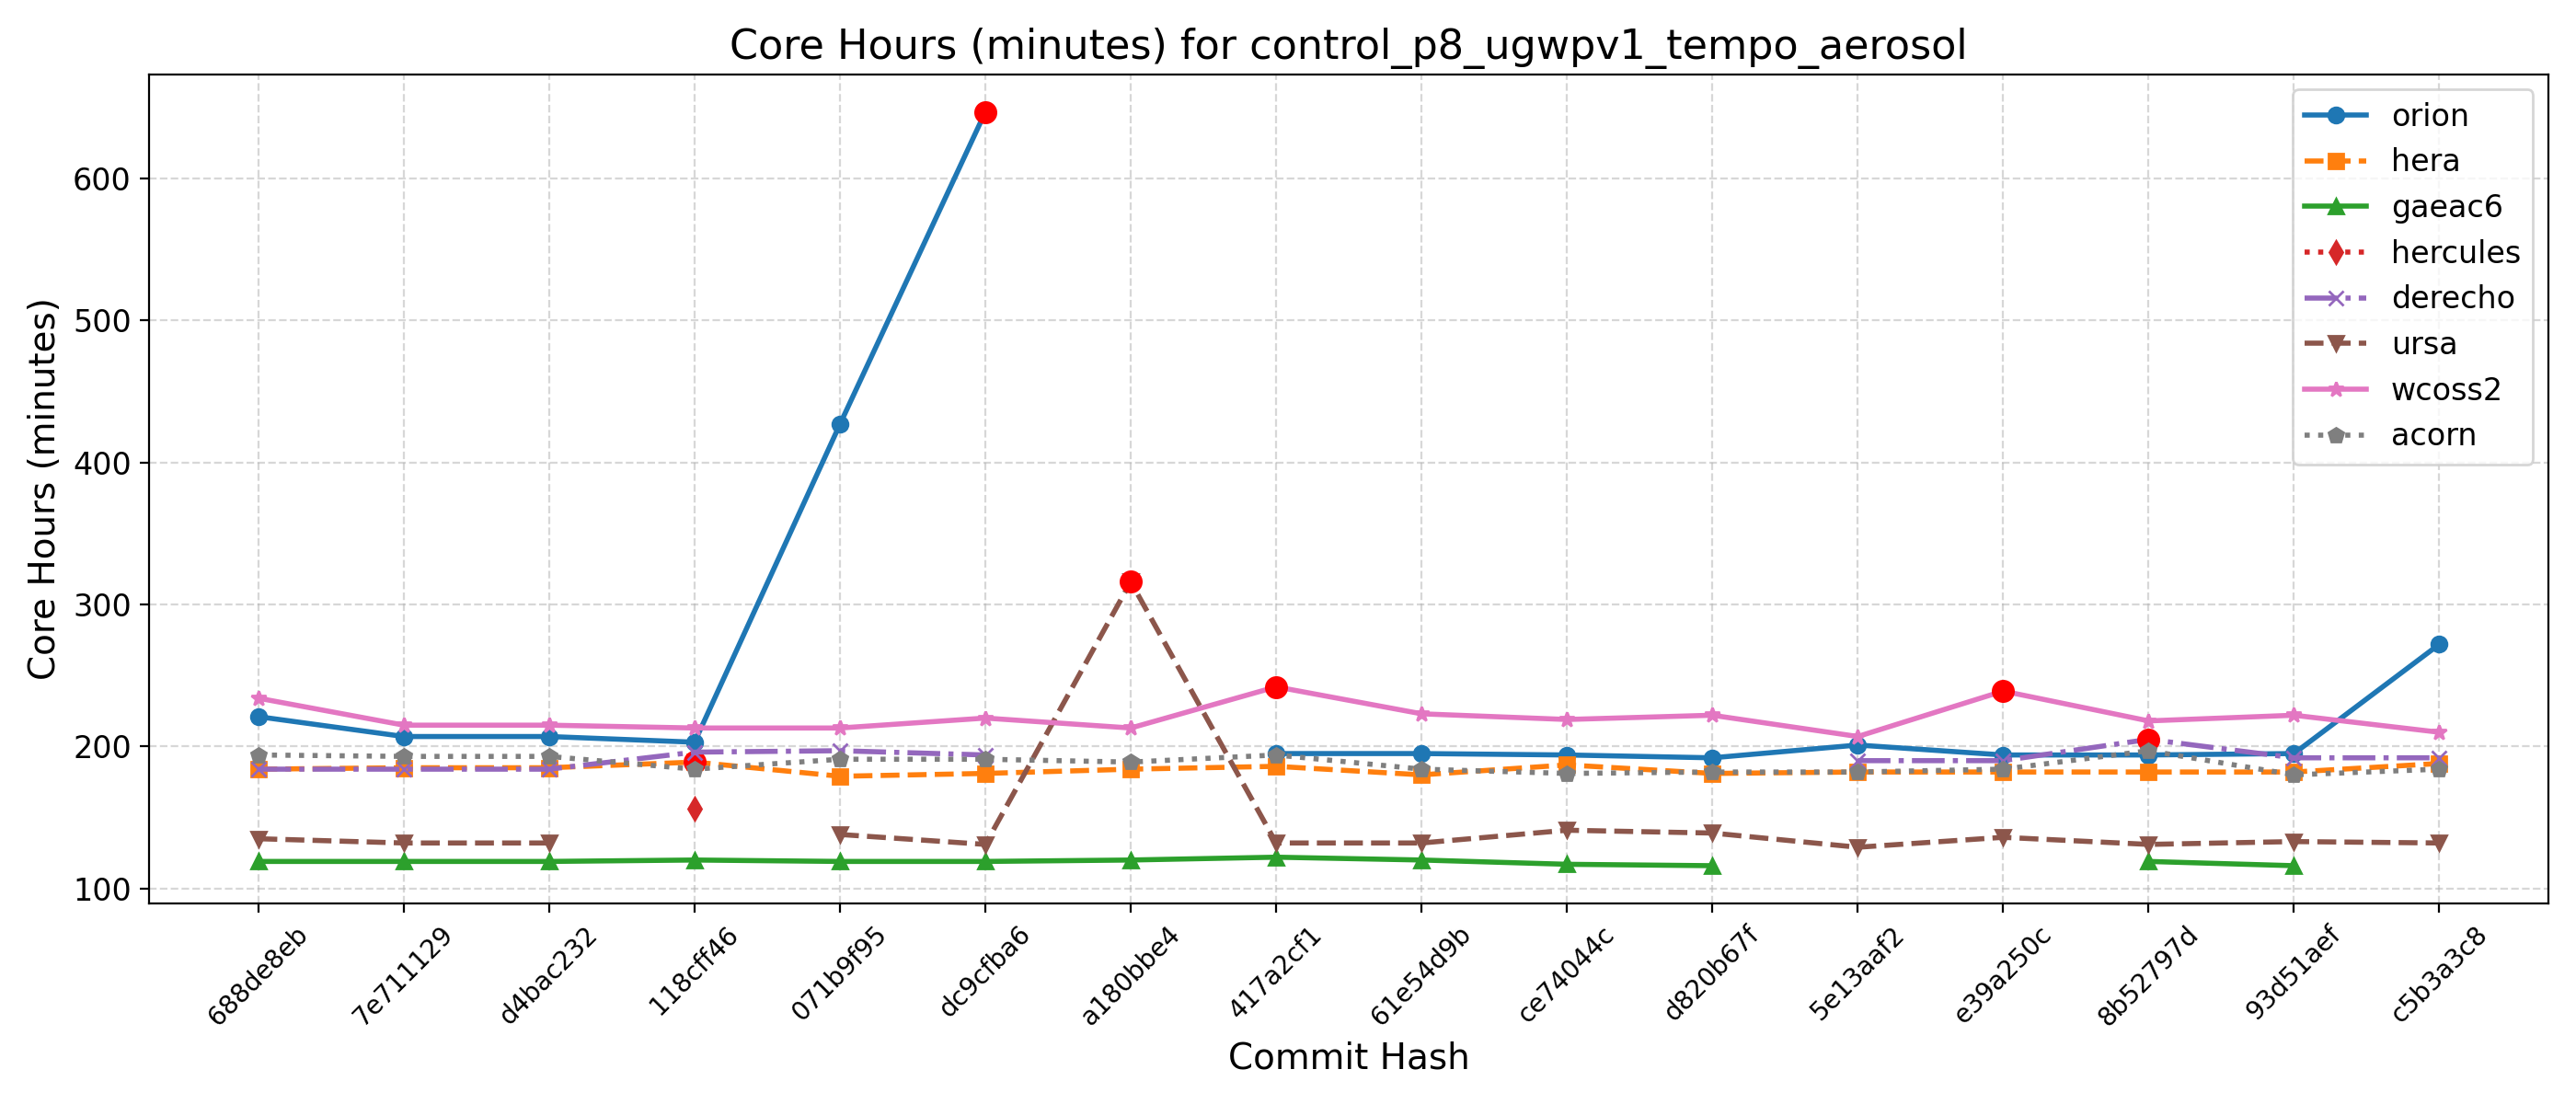 Core Hours (minutes) for control_p8_ugwpv1_tempo_aerosol
Core Hours (minutes)
600
500
400
300
200
100
orion
hera
gaeac6
hercules
derecho
ursa
wcoss2
acorn
688de8eb
7e711129
d4bac232
118cff46
071b9f95
dc9cfba6
a180bbe4
417a2cf1
61e54d9b
ce74044c
d820b67f
5e13aaf2
e39a250c
8b52797d
93d51aef
c5b3a3c8
Commit Hash